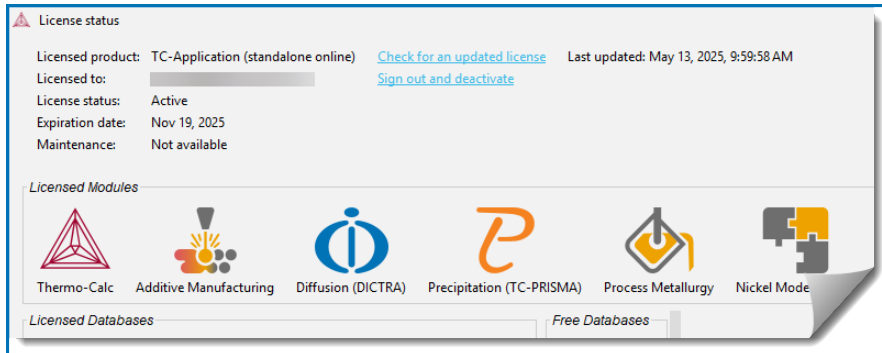 License status
Licensed product: TC-Application (standalone online) Check for an updated license Last updated: May 13, 2025, 9:59:58 AM
Licensed to: Sign out and deactivate
License status: Active
Expiration date: Nov 19, 2025
Maintenance: Not available
Licensed Modules
Thermo-Calc Additive Manufacturing Diffusion (DICTRA) Precipitation (TC-PRISMA) Process Metallurgy Nickel
Licensed Databases Free Databases